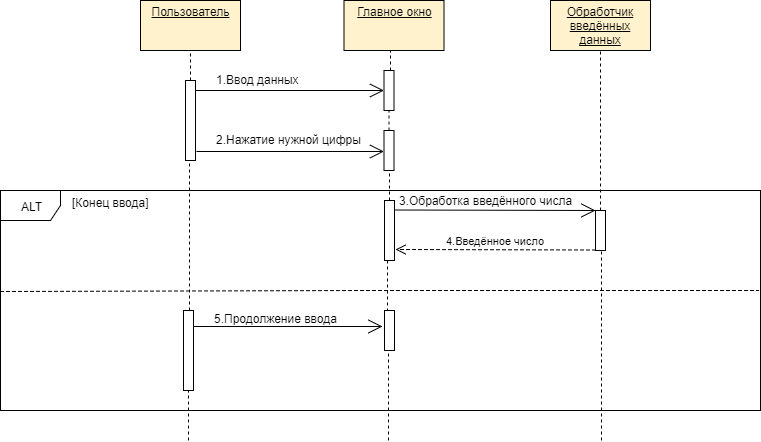 Пользователь
Главное окно
Обработчик
введённых
данных
1.Ввод данных
2.Нажатие нужной цифры
ALT
[Конец ввода]
3.Обработка введённого числа
4.Введённое число
5.Продолжение ввода